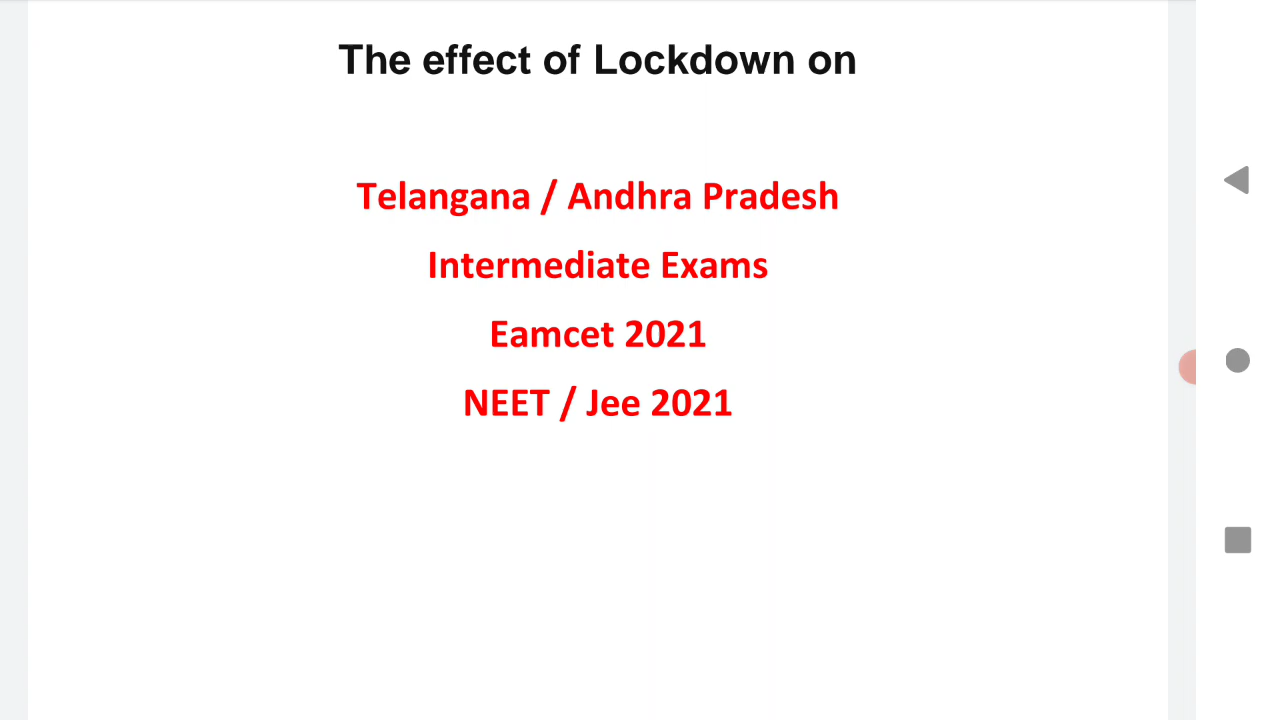 The effect of Lockdown on
Telangana / Andhra Pradesh
Intermediate Exams
Eamcet 2021
NEET / Jee 2021